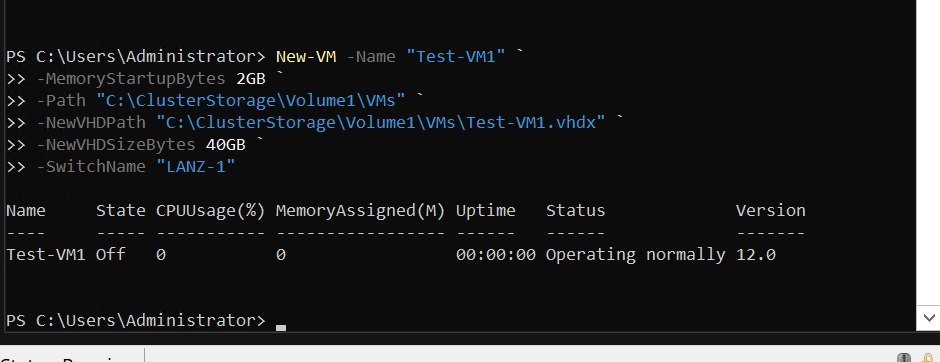 PS C:\Users\Administrator> New-VM -Name "Test-VM1" `
>> -MemoryStartupBytes 2GB `
>> -Path "C:\ClusterStorage\Volume1\VMs" `
>> -NewVHDPath "C:\ClusterStorage\Volume1\VMs\Test-VM1.vhdx" `
>> -NewVHDSizeBytes 40GB `
>> -SwitchName "LANZ-1"
Name     State CPUUsage(%) MemoryAssigned(M) Uptime   Status             Version
----     ----- ----------- ----------------- ------   ------             -------
Test-VM1 Off   0           0                 00:00:00 Operating normally 12.0
PS C:\Users\Administrator>